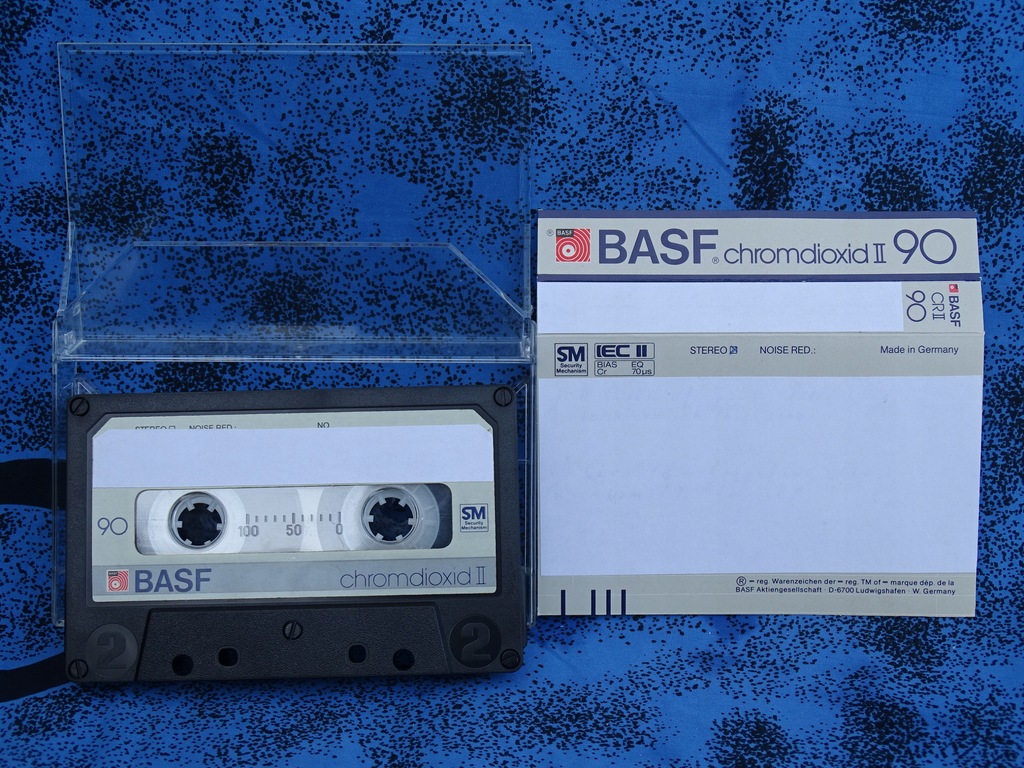 ® BASF BASF® chromdioxid II 90
BASF
CR II
90
SM
Security
Mechanism
IEC II
BIAS EQ
Cr 70 µs
STEREO NOISE RED.: Made in Germany
® – reg. Warenzeichen der – reg. TM of – marque dép. de la
BASF Aktiengesellschaft · D-6700 Ludwigshafen · W. Germany
STEREO NOISE RED.: NO
90
100 50 0
SM
Security
Mechanism
BASF chromdioxid II
2 2